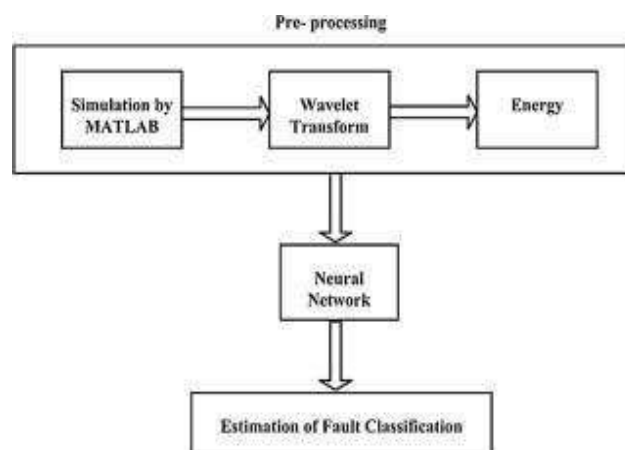 Pre- processing
Simulation by
MATLAB
Wavelet
Transform
Energy
Neural
Network
Estimation of Fault Classification